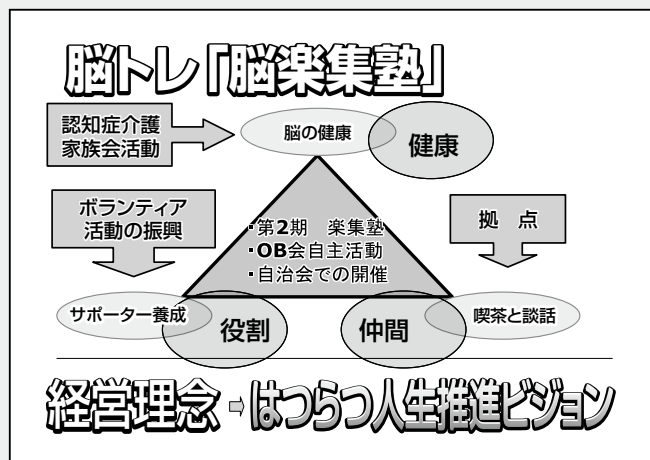 脳トレ「脳楽集塾」
認知症介護
家族会活動
脳の健康
健康
ボランティア
活動の振興
・第2期　楽集塾
・OB会自主活動
・自治会での開催
拠　点
サポーター養成
役割
仲間
喫茶と談話
経営理念⇨はつらつ人生推進ビジョン